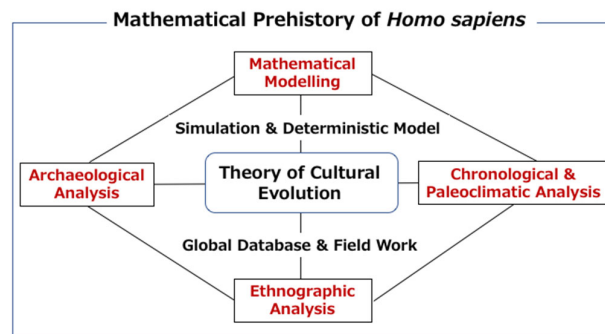 Mathematical Prehistory of Homo sapiens
Mathematical
Modelling
Simulation & Deterministic Model
Archaeological
Analysis
Theory of Cultural
Evolution
Chronological &
Paleoclimatic Analysis
Global Database & Field Work
Ethnographic
Analysis